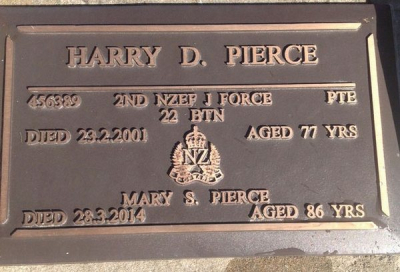 HARRY D. PIERCE
456389 2ND NZEF J FORCE PTE
22 BTN
DIED 23.2.2001 AGED 77 YRS
NZ
MARY S. PIERCE
DIED 28.3.2014 AGED 86 YRS